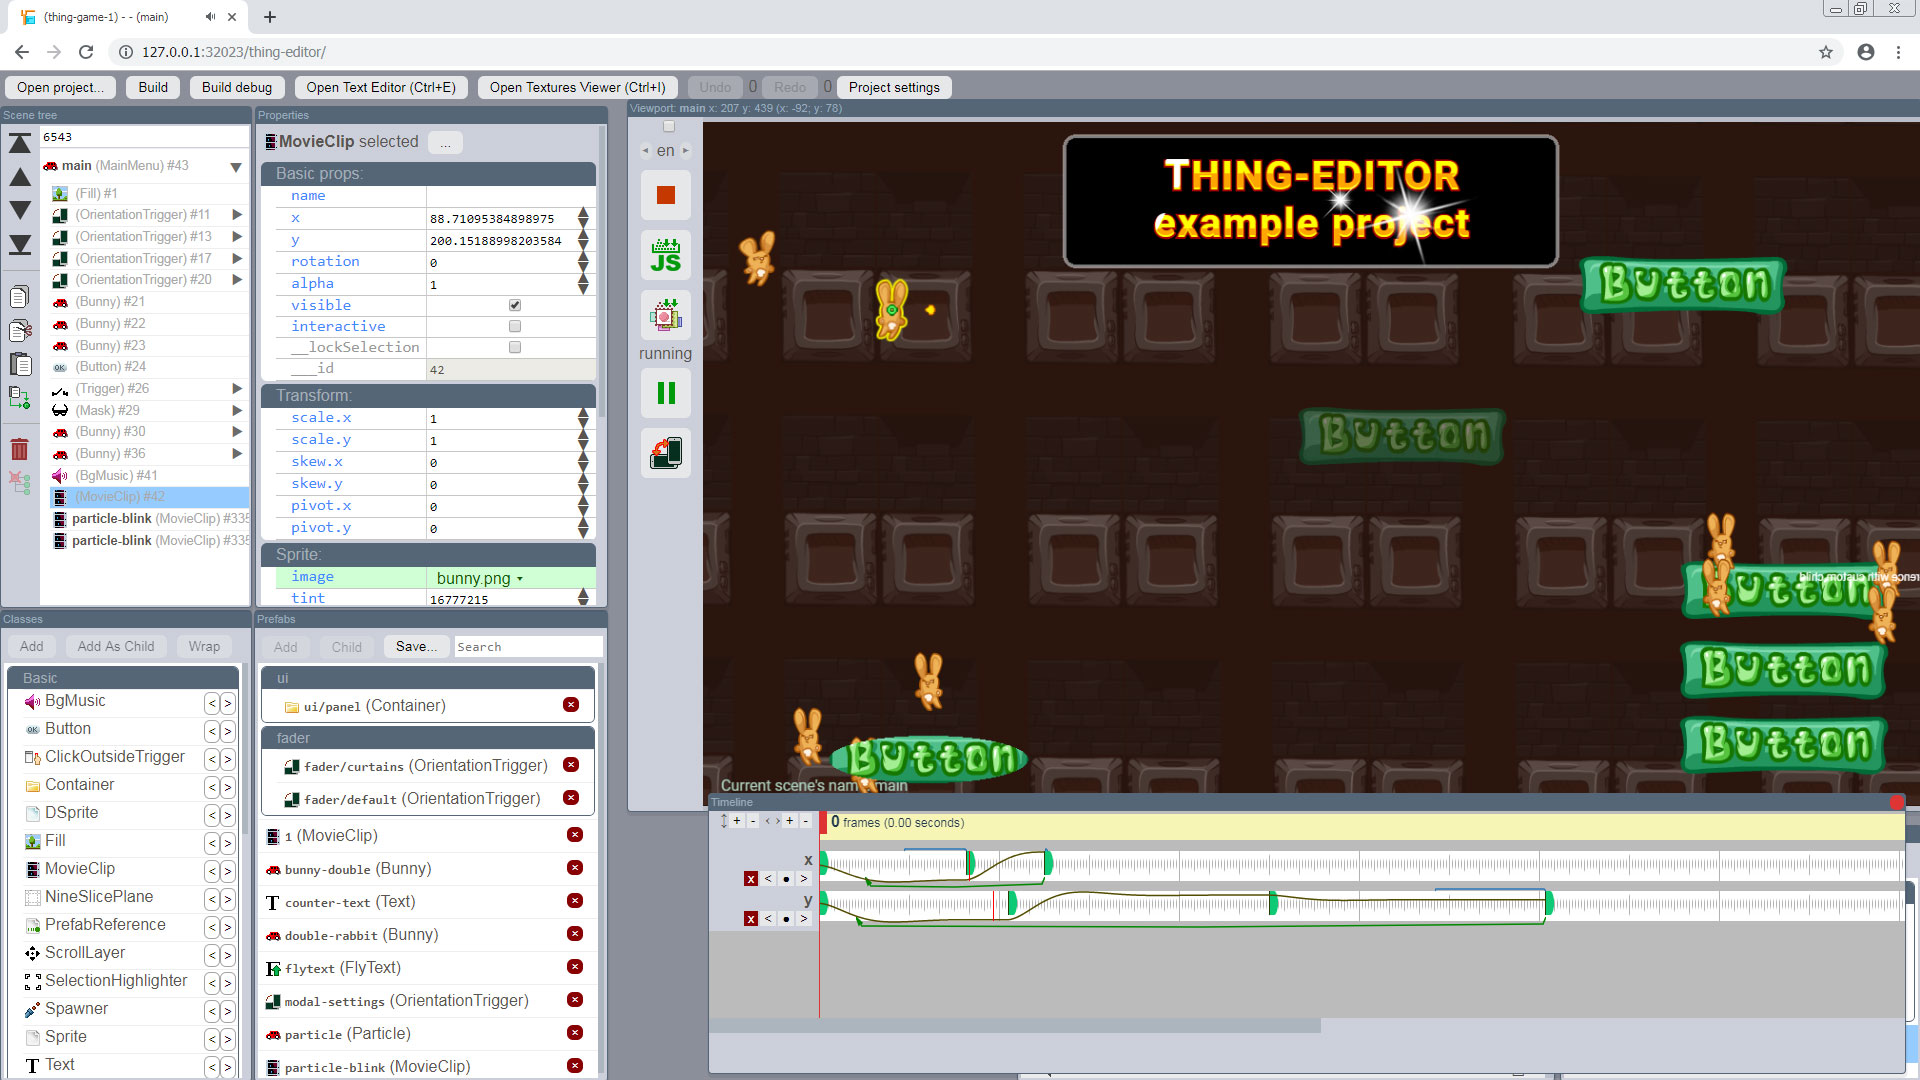 (thing-game-1) - - (main)
127.0.0.1:32023/thing-editor/
Open project...
Build
Build debug
Open Text Editor (Ctrl+E)
Open Textures Viewer (Ctrl+I)
Undo
0
Redo
0
Project settings
Scene tree
6543
main (MainMenu) #43
(Fill) #1
(OrientationTrigger) #11
(OrientationTrigger) #13
(OrientationTrigger) #17
(OrientationTrigger) #20
(Bunny) #21
(Bunny) #22
(Bunny) #23
(Button) #24
(Trigger) #26
(Mask) #29
(Bunny) #30
(Bunny) #36
(BgMusic) #41
(MovieClip) #42
particle-blink (MovieClip) #335
particle-blink (MovieClip) #335
Properties
MovieClip selected
...
Basic props:
name
x 88.71095384898975
y 200.15188998203584
rotation 0
alpha 1
visible
interactive
__lockSelection
___id 42
Transform:
scale.x 1
scale.y 1
skew.x 0
skew.y 0
pivot.x 0
pivot.y 0
Sprite:
image bunny.png
tint 16777215
Viewport: main x: 207 y: 439 (x: -92; y: 78)
en
JS
running
THING-EDITOR
example project
Button
Button
Button
rence with custom child
Button
Button
Button
Current scene's name main
Classes
Add
Add As Child
Wrap
Basic
BgMusic < >
Button < >
ClickOutsideTrigger < >
Container < >
DSprite < >
Fill < >
MovieClip < >
NineSlicePlane < >
PrefabReference < >
ScrollLayer < >
SelectionHighlighter < >
Spawner < >
Sprite < >
Text < >
Prefabs
Add
Child
Save...
Search
ui
ui/panel (Container)
fader
fader/curtains (OrientationTrigger)
fader/default (OrientationTrigger)
1 (MovieClip)
bunny-double (Bunny)
counter-text (Text)
double-rabbit (Bunny)
flytext (FlyText)
modal-settings (OrientationTrigger)
particle (Particle)
particle-blink (MovieClip)
Timeline
+ - < > + -
0 frames (0.00 seconds)
x
x < ● >
y
x < ● >